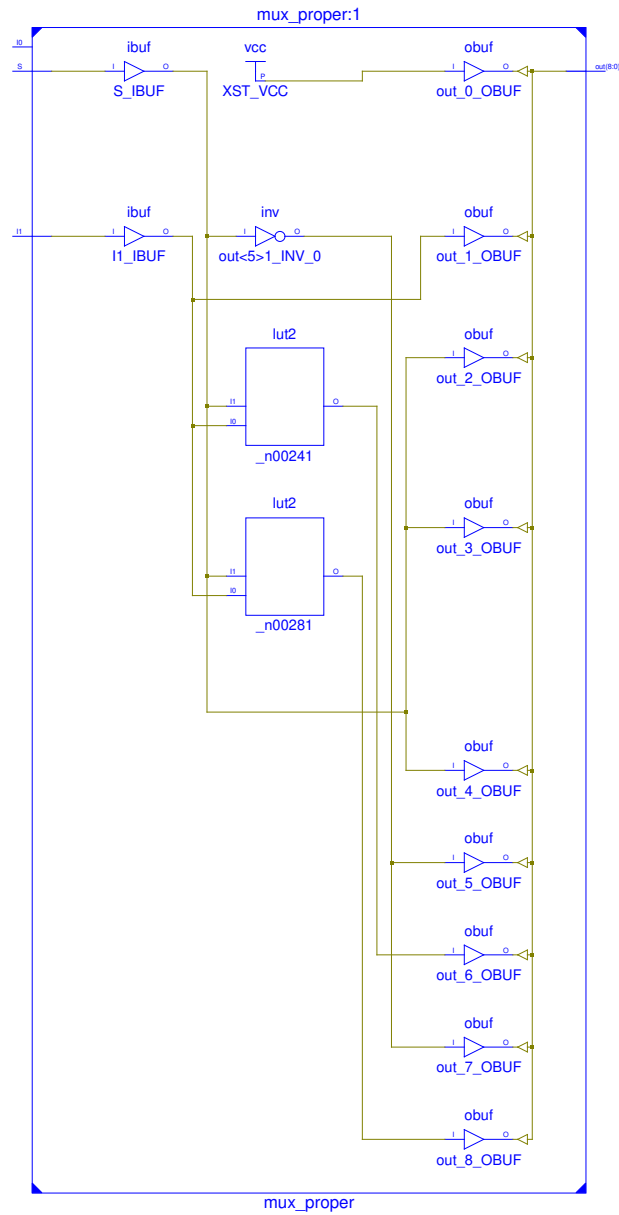 mux_proper:1
I0
ibuf vcc obuf
S I O P I O out(8:0)
S_IBUF XST_VCC out_0_OBUF
ibuf inv obuf
I1 I O I O I O
I1_IBUF out<5>1_INV_0 out_1_OBUF
lut2 obuf
I O
out_2_OBUF
I1 O
I0
_n00241
lut2 obuf
I O
out_3_OBUF
I1 O
I0
_n00281
obuf
I O
out_4_OBUF
obuf
I O
out_5_OBUF
obuf
I O
out_6_OBUF
obuf
I O
out_7_OBUF
obuf
I O
out_8_OBUF
mux_proper